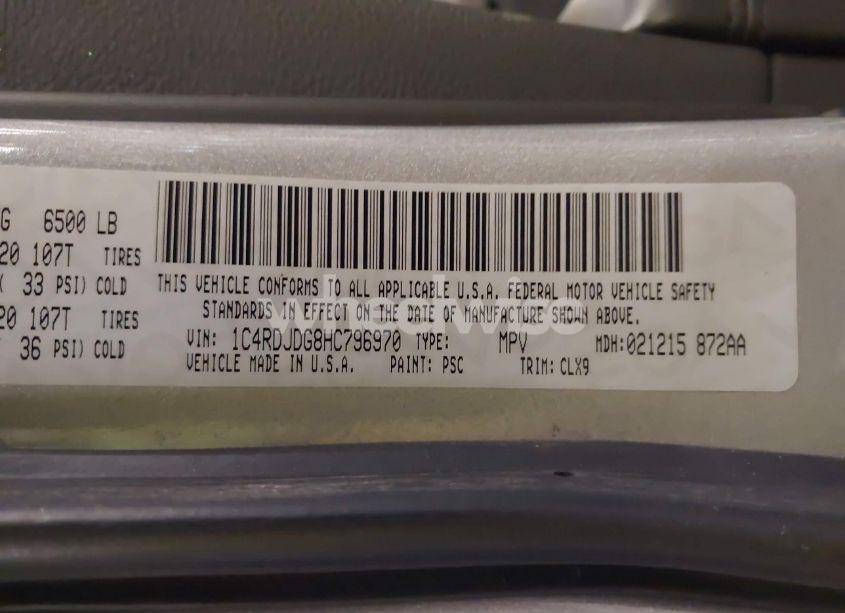 G 6500 LB
20 107T TIRES
( 33 PSI) COLD
20 107T TIRES
36 PSI) COLD
THIS VEHICLE CONFORMS TO ALL APPLICABLE U.S.A. FEDERAL MOTOR VEHICLE SAFETY
STANDARDS IN EFFECT ON THE DATE OF MANUFACTURE SHOWN ABOVE.
VIN: 1C4RDJDG8HC796970 TYPE: MPV MDH:021215 872AA
VEHICLE MADE IN U.S.A. PAINT: PSC TRIM: CLX9